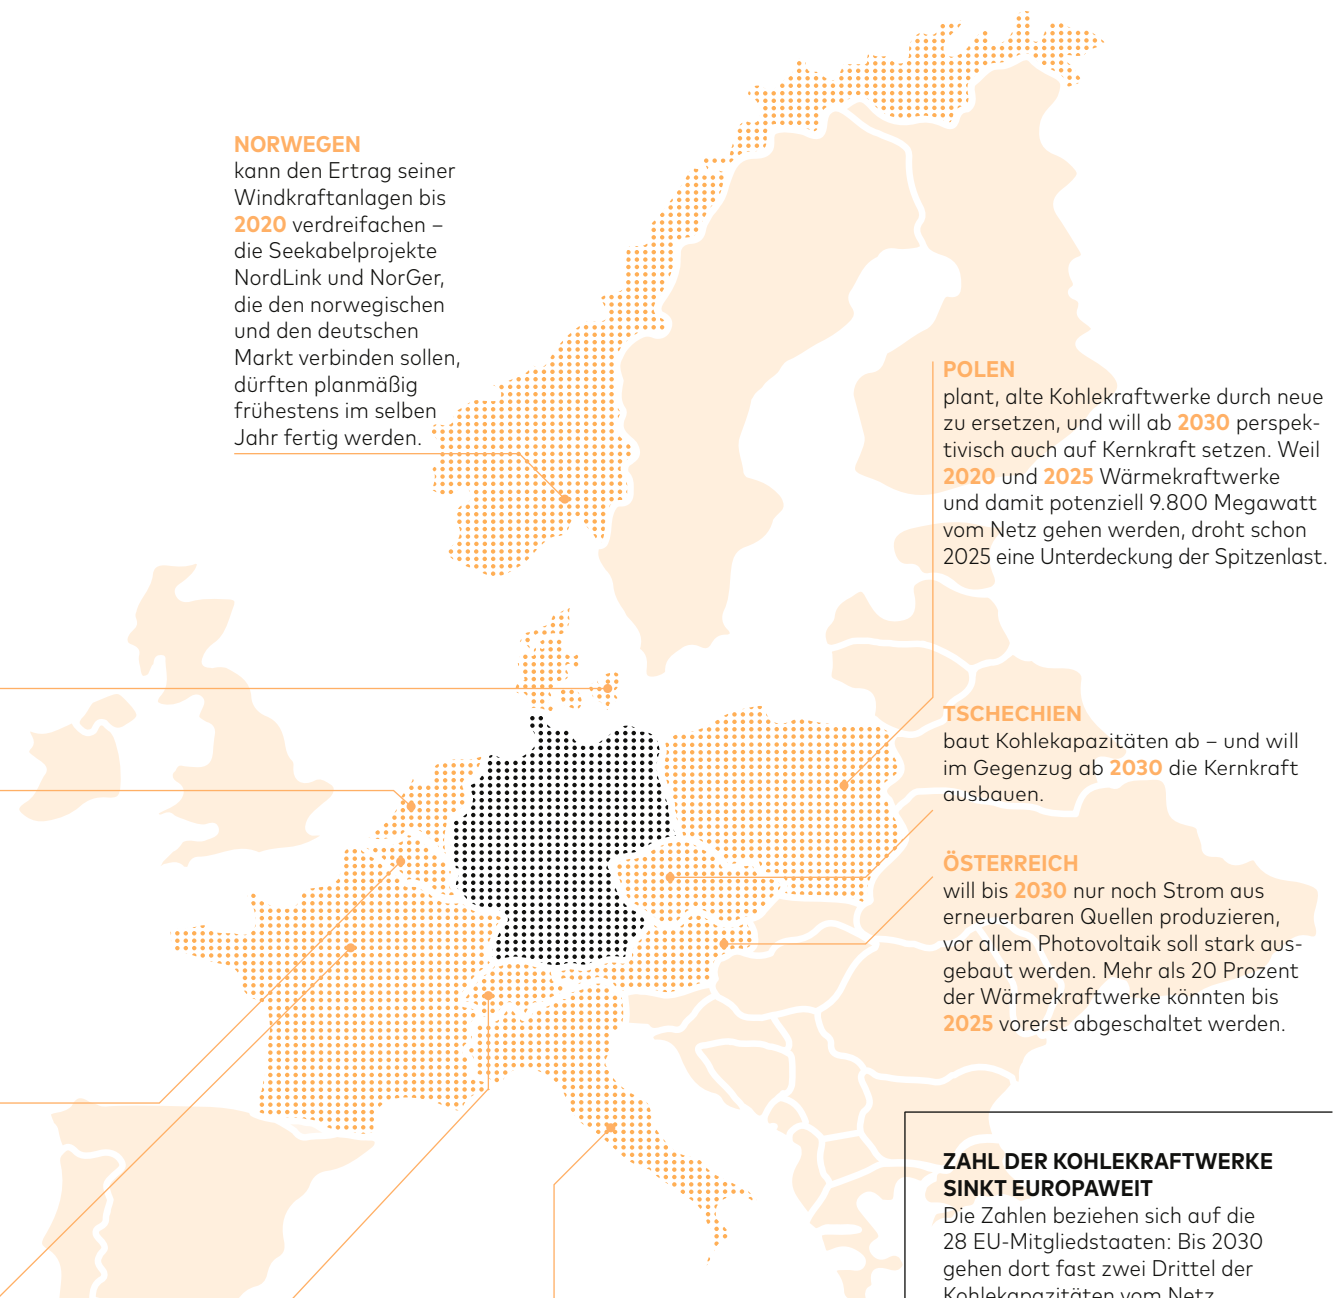 NORWEGEN
kann den Ertrag seiner
Windkraftanlagen bis
2020 verdreifachen –
die Seekabelprojekte
NordLink und NorGer,
die den norwegischen
und den deutschen
Markt verbinden sollen,
dürften planmäßig
frühestens im selben
Jahr fertig werden.
POLEN
plant, alte Kohlekraftwerke durch neue
zu ersetzen, und will ab 2030 perspek-
tivisch auch auf Kernkraft setzen. Weil
2020 und 2025 Wärmekraftwerke
und damit potenziell 9.800 Megawatt
vom Netz gehen werden, droht schon
2025 eine Unterdeckung der Spitzenlast.
TSCHECHIEN
baut Kohlekapazitäten ab – und will
im Gegenzug ab 2030 die Kernkraft
ausbauen.
ÖSTERREICH
will bis 2030 nur noch Strom aus
erneuerbaren Quellen produzieren,
vor allem Photovoltaik soll stark aus-
gebaut werden. Mehr als 20 Prozent
der Wärmekraftwerke könnten bis
2025 vorerst abgeschaltet werden.
ZAHL DER KOHLEKRAFTWERKE
SINKT EUROPAWEIT
Die Zahlen beziehen sich auf die
28 EU-Mitgliedstaaten: Bis 2030
gehen dort fast zwei Drittel der
Kohlekapazitäten vom Netz